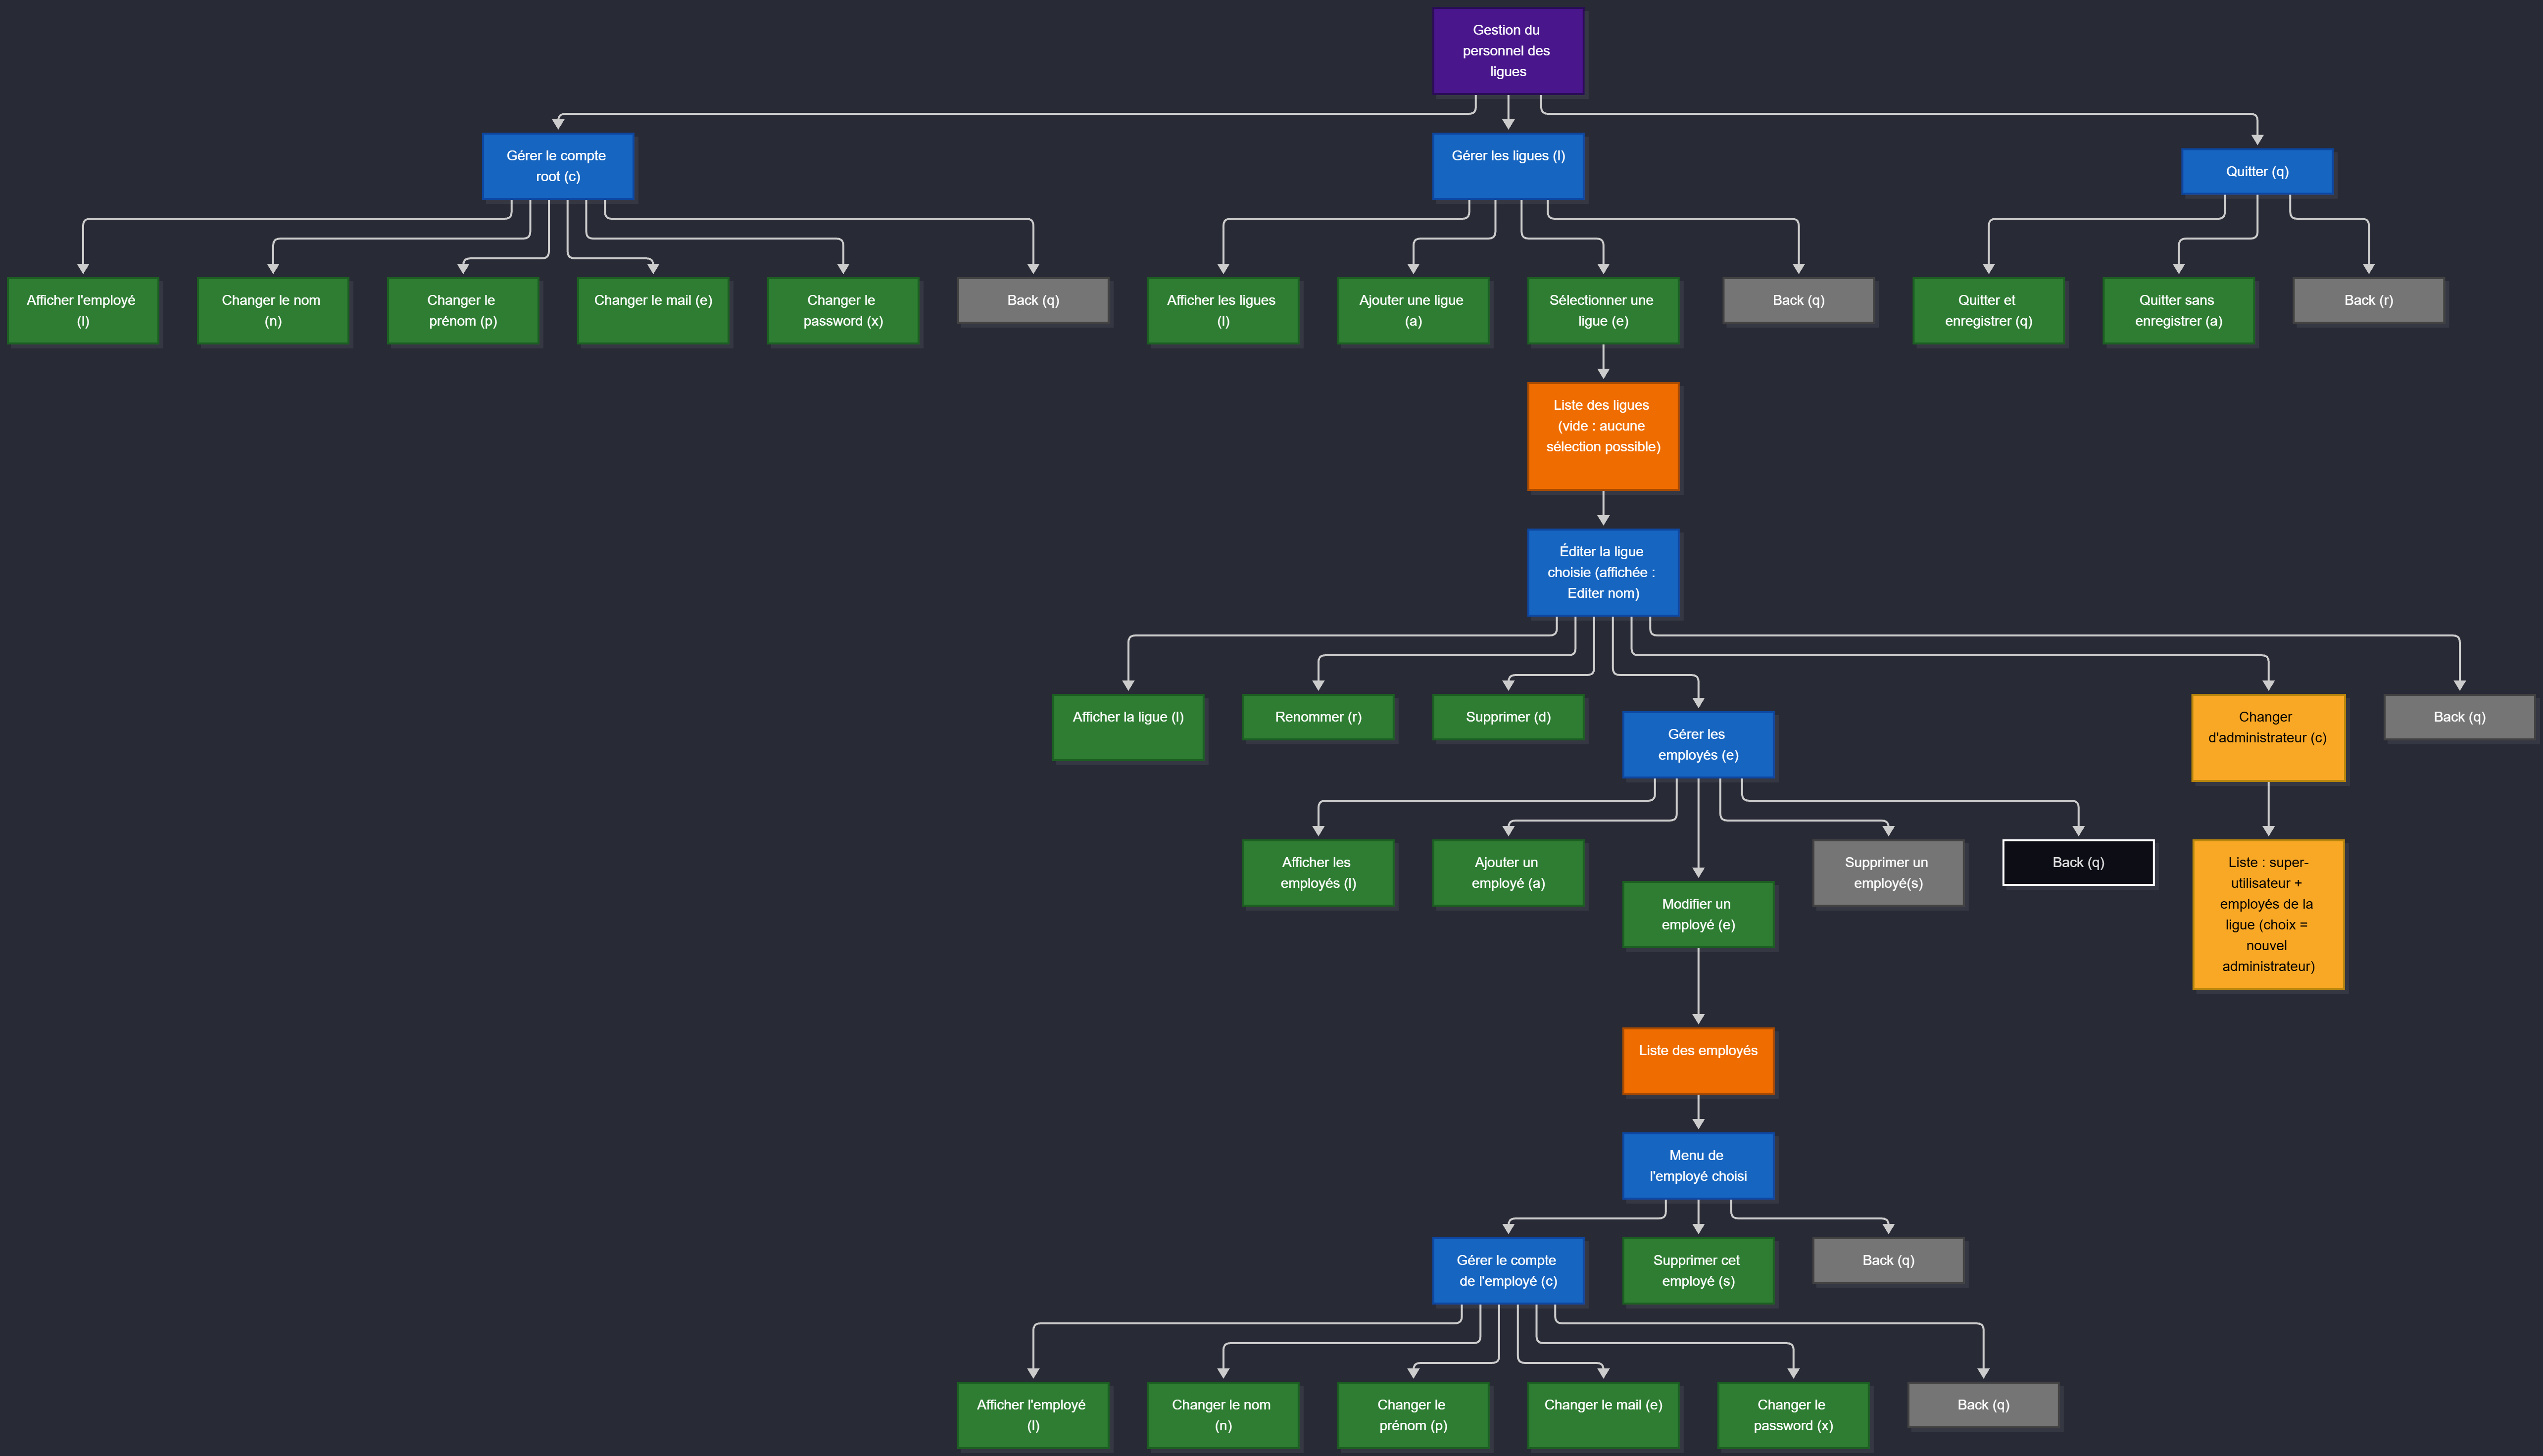 Gestion du
personnel des
ligues
Gérer le compte
root (c)
Gérer les ligues (l)
Quitter (q)
Afficher l'employé
(l)
Changer le nom
(n)
Changer le
prénom (p)
Changer le mail (e)
Changer le
password (x)
Back (q)
Afficher les ligues
(l)
Ajouter une ligue
(a)
Sélectionner une
ligue (e)
Back (q)
Quitter et
enregistrer (q)
Quitter sans
enregistrer (a)
Back (r)
Liste des ligues
(vide : aucune
sélection possible)
Éditer la ligue
choisie (affichée :
Editer nom)
Afficher la ligue (l)
Renommer (r)
Supprimer (d)
Gérer les
employés (e)
Changer
d'administrateur (c)
Back (q)
Afficher les
employés (l)
Ajouter un
employé (a)
Modifier un
employé (e)
Supprimer un
employé(s)
Back (q)
Liste : super-
utilisateur +
employés de la
ligue (choix =
nouvel
administrateur)
Liste des employés
Menu de
l'employé choisi
Gérer le compte
de l'employé (c)
Supprimer cet
employé (s)
Back (q)
Afficher l'employé
(l)
Changer le nom
(n)
Changer le
prénom (p)
Changer le mail (e)
Changer le
password (x)
Back (q)